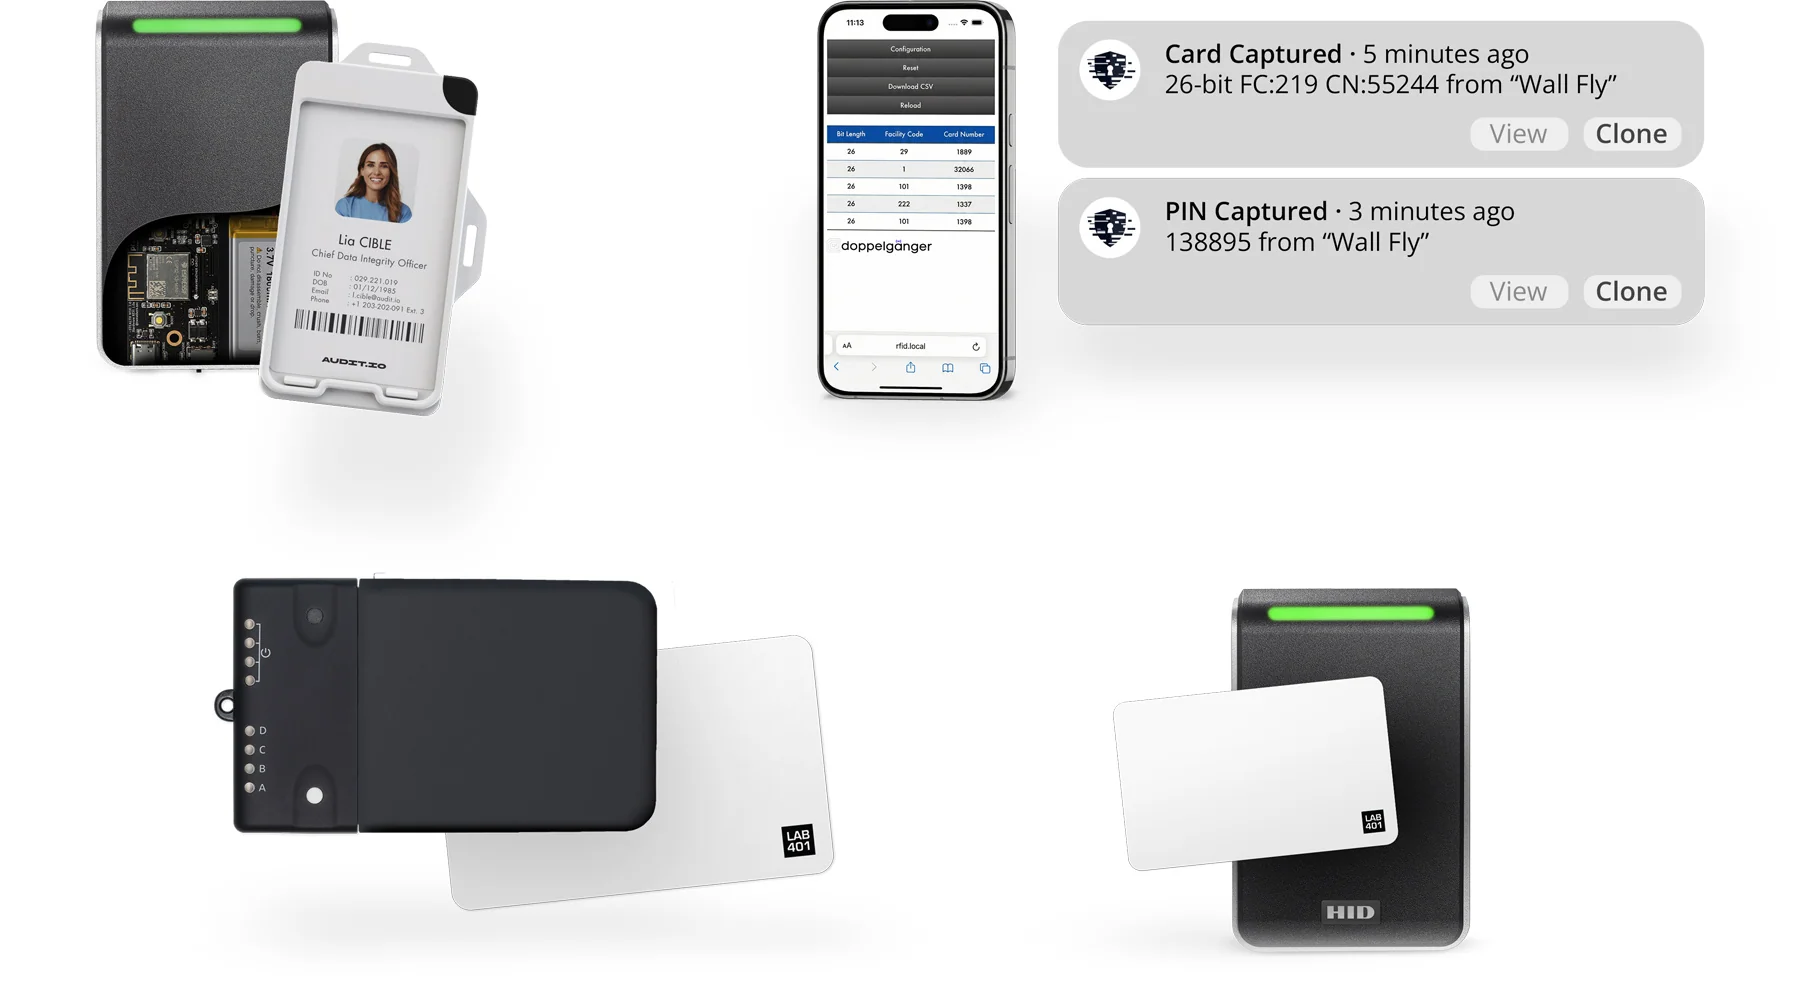 Lia CIBLE
Chief Data Integrity Officer
ID No : 029.221.019
DOB : 01/12/1985
Email : l.cible@audit.io
Phone : +1 203-202-091 Ext. 3
AUDIT.IO
11:13
Configuration
Reset
Download CSV
Reload
Bit Length Facility Code Card Number
26 29 1889
26 1 32066
26 101 1398
26 222 1337
26 101 1398
doppelgänger
AA rfid.local
Card Captured · 5 minutes ago
26-bit FC:219 CN:55244 from “Wall Fly”
View Clone
PIN Captured · 3 minutes ago
138895 from “Wall Fly”
View Clone
D
C
B
A
LAB
401
LAB
401
HID